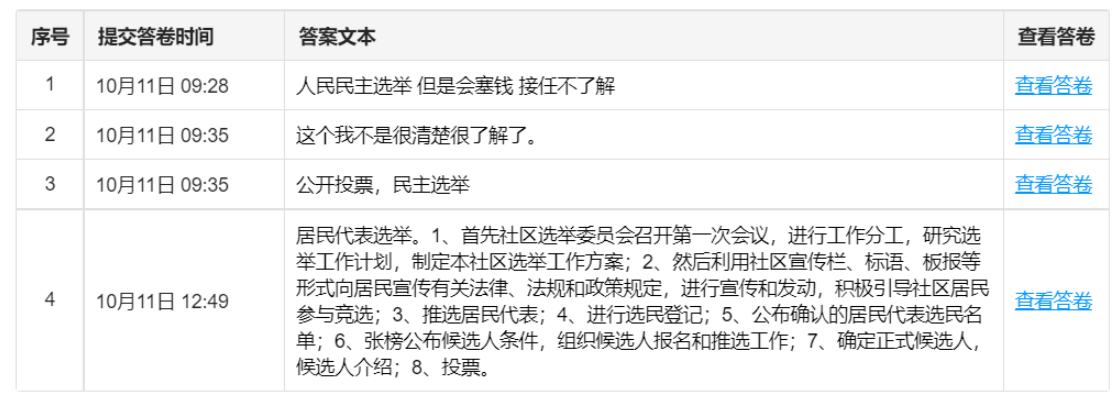 序号 提交答卷时间 答案文本 查看答卷
1 10月11日 09:28 人民民主选举 但是会塞钱 接任不了解 查看答卷
2 10月11日 09:35 这个我不是很清楚很了解了。 查看答卷
3 10月11日 09:35 公开投票，民主选举 查看答卷
4 10月11日 12:49 居民代表选举。1、首先社区选举委员会召开第一次会议，进行工作分工，研究选
举工作计划，制定本社区选举工作方案；2、然后利用社区宣传栏、标语、板报等
形式向居民宣传有关法律、法规和政策规定，进行宣传和发动，积极引导社区居民
参与竞选；3、推选居民代表；4、进行选民登记；5、公布确认的居民代表选民名
单；6、张榜公布候选人条件，组织候选人报名和推选工作；7、确定正式候选人，
候选人介绍；8、投票。 查看答卷